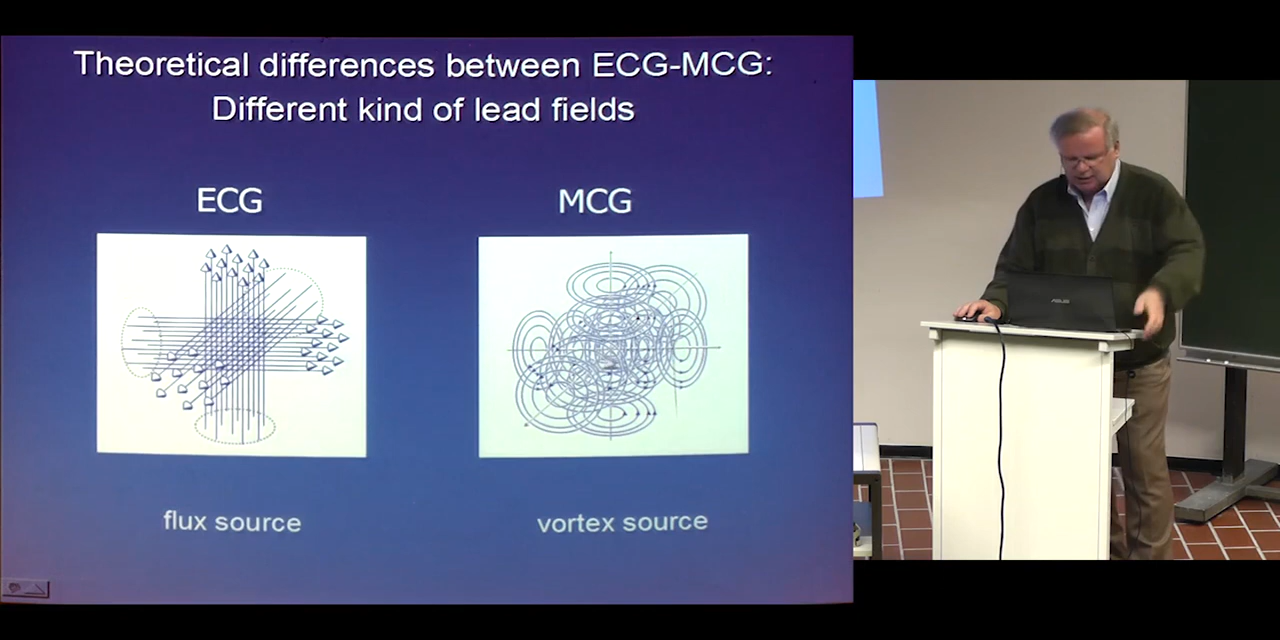 Theoretical differences between ECG-MCG:
Different kind of lead fields
ECG
MCG
flux source
vortex source
ASUS